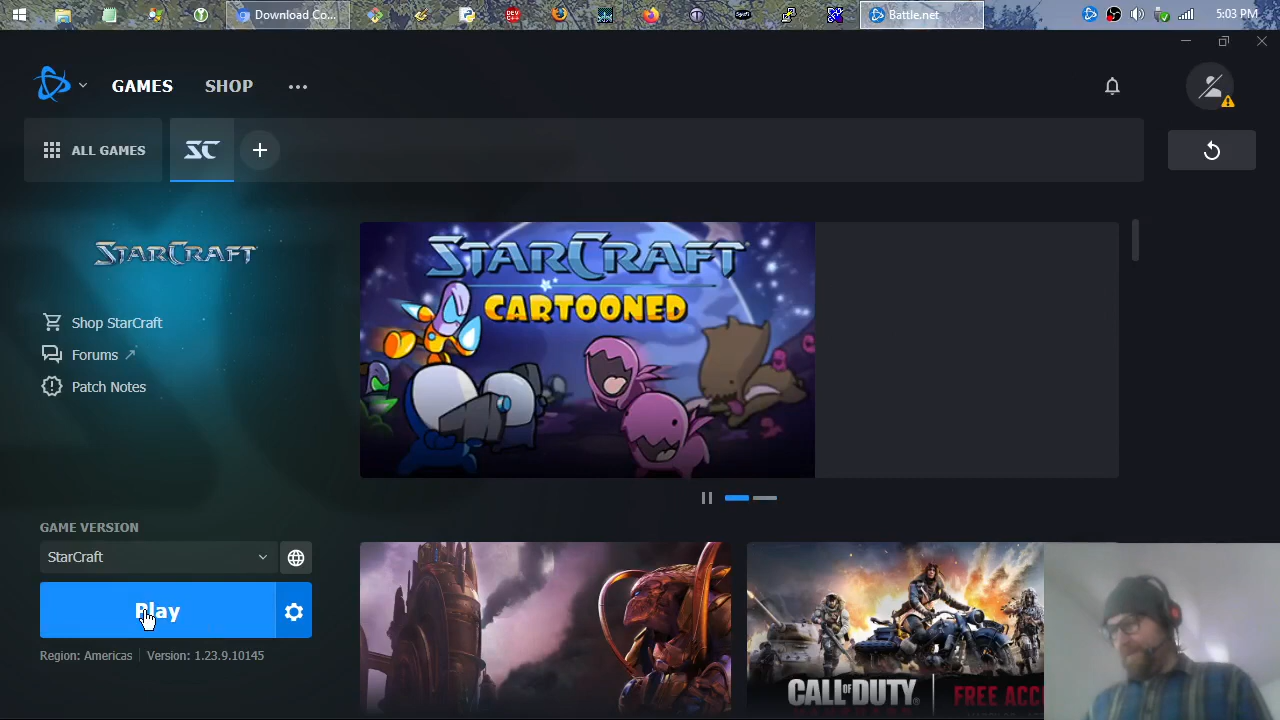 Download Co...
DEV
C++
Battle.net
5:03 PM
GAMES
SHOP
ALL GAMES
SC
STARCRAFT
Shop StarCraft
Forums
Patch Notes
STARCRAFT
CARTOONED
GAME VERSION
StarCraft
Play
Region: Americas
Version: 1.23.9.10145
CALL OF DUTY
FREE ACC